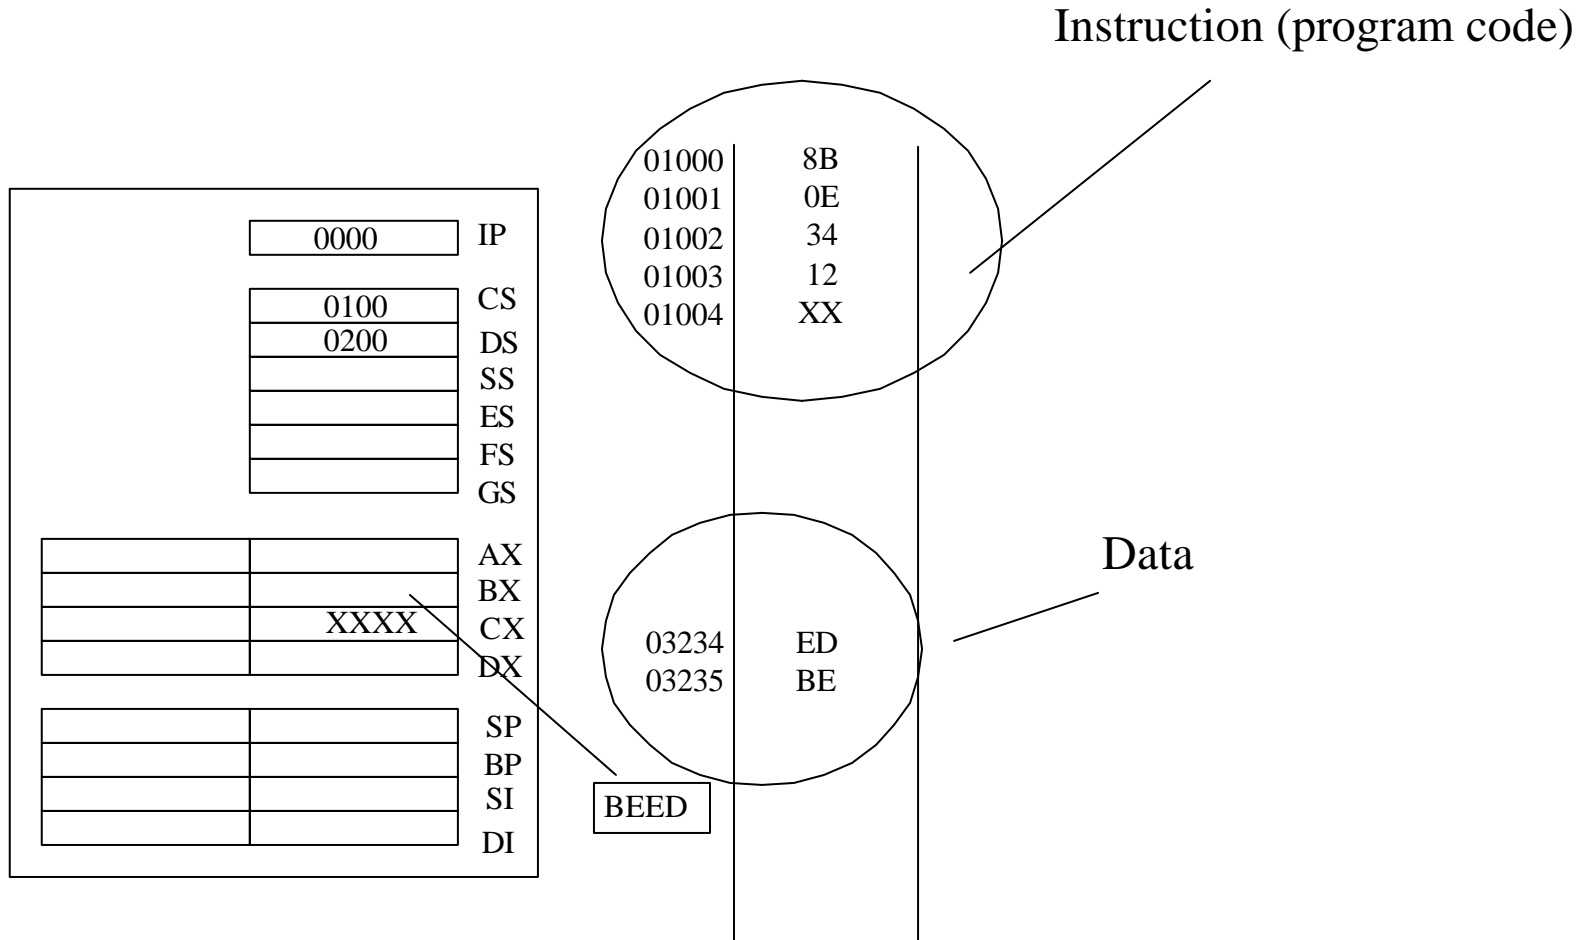 Instruction (program code)
01000 8B
01001 0E
01002 34
01003 12
01004 XX
0000 IP
0100 CS
0200 DS
SS
ES
FS
GS
AX
BX
XXXX CX
DX
SP
BP
SI
DI
Data
03234 ED
03235 BE
BEED